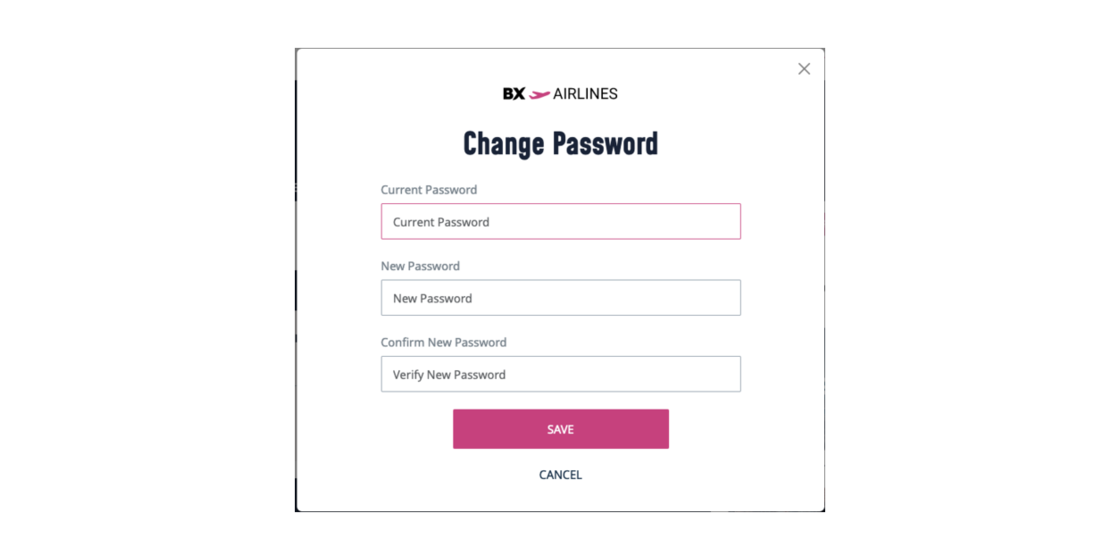 BX AIRLINES
Change Password
Current Password
Current Password
New Password
New Password
Confirm New Password
Verify New Password
SAVE
CANCEL